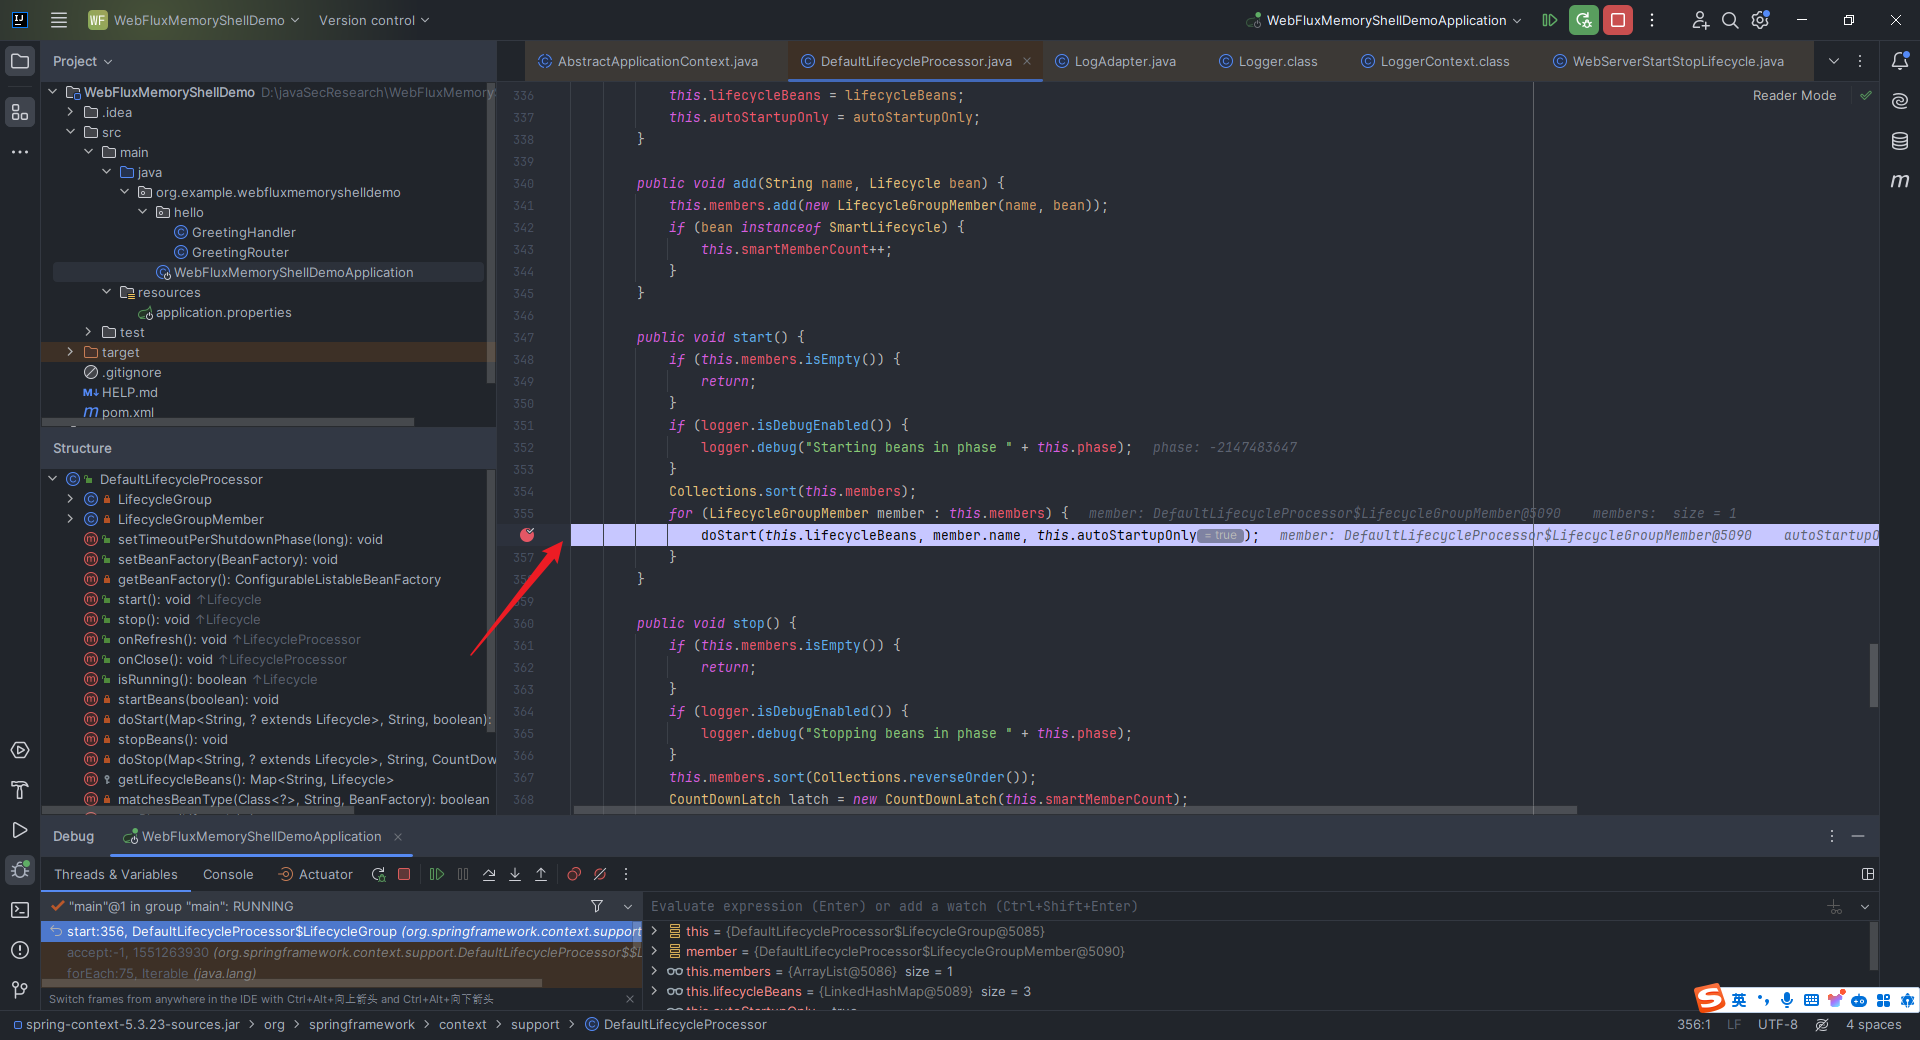 WF WebFluxMemoryShellDemo Version control WebFluxMemoryShellDemoApplication
Project
WebFluxMemoryShellDemo D:\javaSecResearch\WebFluxMemory
.idea
src
main
java
org.example.webfluxmemoryshelldemo
hello
GreetingHandler
GreetingRouter
WebFluxMemoryShellDemoApplication
resources
application.properties
test
target
.gitignore
M↓ HELP.md
m pom.xml
Structure
DefaultLifecycleProcessor
LifecycleGroup
LifecycleGroupMember
setTimeoutPerShutdownPhase(long): void
setBeanFactory(BeanFactory): void
getBeanFactory(): ConfigurableListableBeanFactory
start(): void ↑Lifecycle
stop(): void ↑Lifecycle
onRefresh(): void ↑LifecycleProcessor
onClose(): void ↑LifecycleProcessor
isRunning(): boolean ↑Lifecycle
startBeans(boolean): void
doStart(Map<String, ? extends Lifecycle>, String, boolean):
stopBeans(): void
doStop(Map<String, ? extends Lifecycle>, String, CountDow
getLifecycleBeans(): Map<String, Lifecycle>
matchesBeanType(Class<?>, String, BeanFactory): boolean
AbstractApplicationContext.java DefaultLifecycleProcessor.java LogAdapter.java Logger.class LoggerContext.class WebServerStartStopLifecycle.java
Reader Mode
336 this.lifecycleBeans = lifecycleBeans;
337 this.autoStartupOnly = autoStartupOnly;
338 }
339
340 public void add(String name, Lifecycle bean) {
341 this.members.add(new LifecycleGroupMember(name, bean));
342 if (bean instanceof SmartLifecycle) {
343 this.smartMemberCount++;
344 }
345 }
346
347 public void start() {
348 if (this.members.isEmpty()) {
349 return;
350 }
351 if (logger.isDebugEnabled()) {
352 logger.debug("Starting beans in phase " + this.phase); phase: -2147483647
353 }
354 Collections.sort(this.members);
355 for (LifecycleGroupMember member : this.members) { member: DefaultLifecycleProcessor$LifecycleGroupMember@5090 members: size = 1
doStart(this.lifecycleBeans, member.name, this.autoStartupOnly = true ); member: DefaultLifecycleProcessor$LifecycleGroupMember@5090 autoStartupO
357 }
}
359
360 public void stop() {
361 if (this.members.isEmpty()) {
362 return;
363 }
364 if (logger.isDebugEnabled()) {
365 logger.debug("Stopping beans in phase " + this.phase);
366 }
367 this.members.sort(Collections.reverseOrder());
368 CountDownLatch latch = new CountDownLatch(this.smartMemberCount);
Debug WebFluxMemoryShellDemoApplication
Threads & Variables Console Actuator
"main"@1 in group "main": RUNNING
start:356, DefaultLifecycleProcessor$LifecycleGroup (org.springframework.context.support
accept:-1, 1551263930 (org.springframework.context.support.DefaultLifecycleProcessor$$L
forEach:75, Iterable (java.lang)
Switch frames from anywhere in the IDE with Ctrl+Alt+向上箭头 and Ctrl+Alt+向下箭头
Evaluate expression (Enter) or add a watch (Ctrl+Shift+Enter)
this = {DefaultLifecycleProcessor$LifecycleGroup@5085}
member = {DefaultLifecycleProcessor$LifecycleGroupMember@5090}
this.members = {ArrayList@5086} size = 1
this.lifecycleBeans = {LinkedHashMap@5089} size = 3
英
spring-context-5.3.23-sources.jar > org > springframework > context > support > DefaultLifecycleProcessor
356:1 LF UTF-8 4 spaces